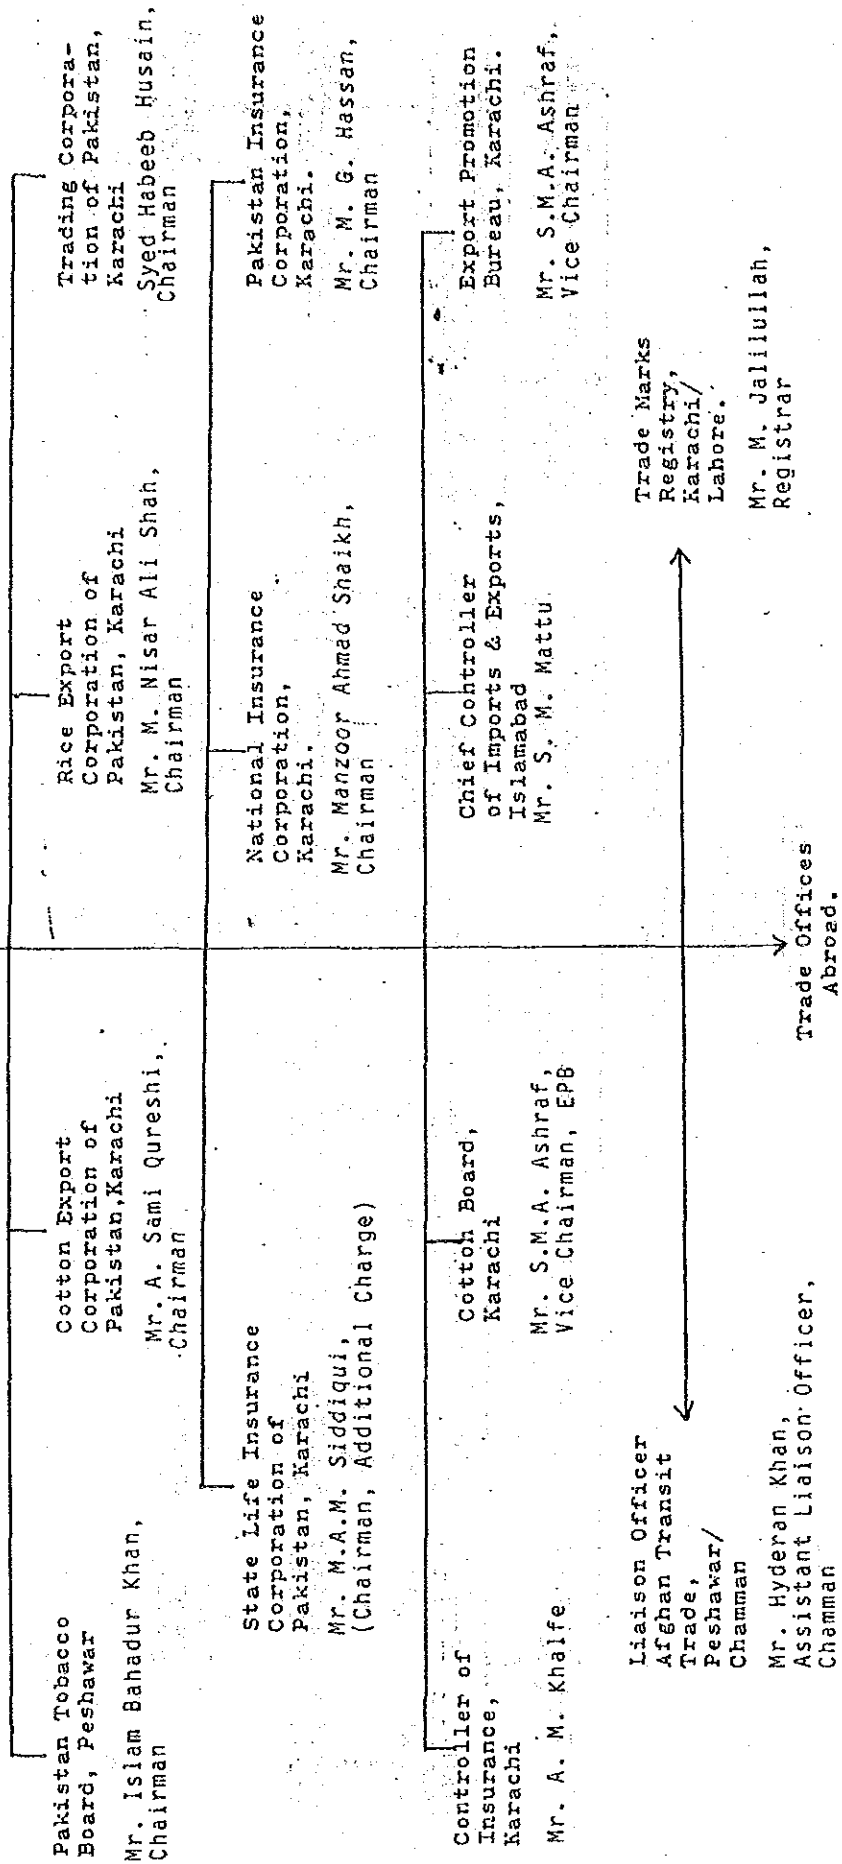 Pakistan Tobacco
Board, Peshawar
Mr. Islam Bahadur Khan,
Chairman
Cotton Export
Corporation of
Pakistan,Karachi
Mr. A. Sami Qureshi,
Chairman
Rice Export
Corporation of
Pakistan, Karachi
Mr. M. Nisar Ali Shah,
Chairman
Trading Corpora-
tion of Pakistan,
Karachi
Syed Habeeb Husain,
Chairman
State Life Insurance
Corporation of
Pakistan, Karachi
Mr. M.A.M. Siddiqui,
(Chairman, Additional Charge)
National Insurance
Corporation,
Karachi.
Mr. Manzoor Ahmad Shaikh,
Chairman
Pakistan Insurance
Corporation,
Karachi.
Mr. M. G. Hassan,
Chairman
Controller of
Insurance,
Karachi
Mr. A. M. Khalfe
Cotton Board,
Karachi
Mr. S.M.A. Ashraf,
Vice Chairman, EPB
Chief Controller
of Imports & Exports,
Islamabad
Mr. S. M. Mattu
Export Promotion
Bureau, Karachi.
Mr. S.M.A. Ashraf,
Vice Chairman
Liaison Officer
Afghan Transit
Trade,
Peshawar/
Chamman
Mr. Hyderan Khan,
Assistant Liaison Officer,
Chamman
Trade Marks
Registry,
Karachi/
Lahore.
Mr. M. Jalilullah,
Registrar
Trade Offices
Abroad.